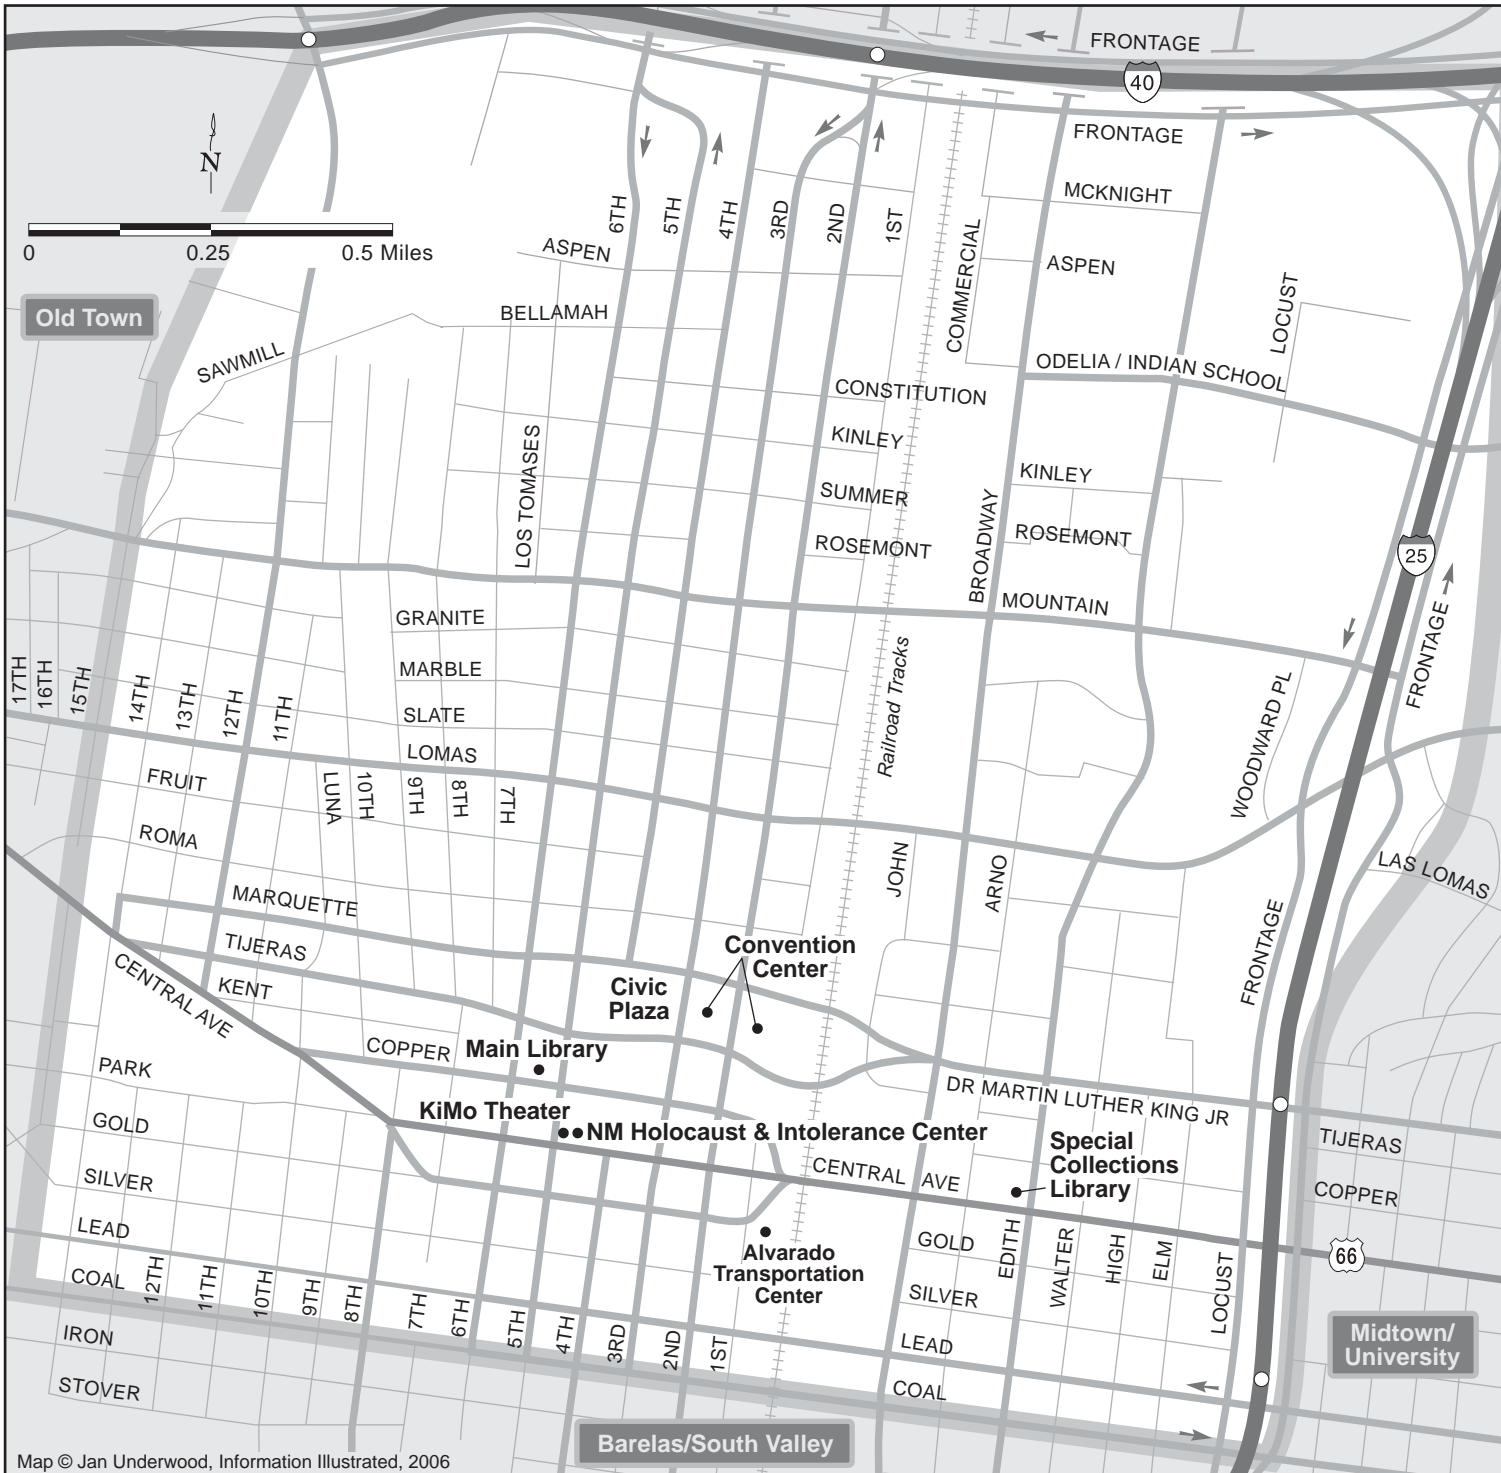 FRONTAGE
40
FRONTAGE
N
0 0.25 0.5 Miles
6TH
5TH
4TH
3RD
2ND
1ST
COMMERCIAL
MCKNIGHT
ASPEN
ASPEN
LOCUST
Old Town
BELLAMAH
SAWMILL
ODELIA / INDIAN SCHOOL
CONSTITUTION
KINLEY
KINLEY
LOS TOMASES
SUMMER
BROADWAY
ROSEMONT
ROSEMONT
25
MOUNTAIN
GRANITE
MARBLE
SLATE
LOMAS
17TH
16TH
15TH
14TH
13TH
12TH
11TH
Railroad Tracks
WOODWARD PL
FRONTAGE
FRUIT
LUNA
10TH
9TH
8TH
7TH
ROMA
JOHN
ARNO
LAS LOMAS
MARQUETTE
TIJERAS
KENT
CENTRAL AVE
Convention
Center
Civic
Plaza
FRONTAGE
COPPER
Main Library
PARK
DR MARTIN LUTHER KING JR
KiMo Theater
NM Holocaust & Intolerance Center
GOLD
Special
Collections
Library
TIJERAS
SILVER
CENTRAL AVE
COPPER
LEAD
Alvarado
Transportation
Center
GOLD
EDITH
WALTER
HIGH
ELM
LOCUST
66
COAL
12TH
11TH
10TH
9TH
8TH
7TH
6TH
5TH
4TH
3RD
2ND
1ST
SILVER
IRON
LEAD
Midtown/
University
STOVER
COAL
Barelas/South Valley
Map © Jan Underwood, Information Illustrated, 2006